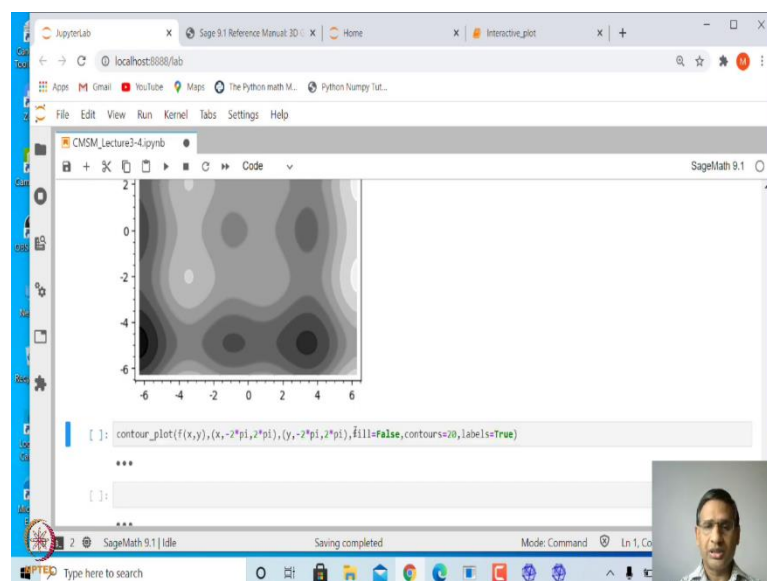 JupyterLab
Sage 9.1 Reference Manual: 3D G
Home
Interactive_plot
localhost:8888/lab
Apps
Gmail
YouTube
Maps
The Python math M...
Python Numpy Tut...
M
File Edit View Run Kernel Tabs Settings Help
CMSM_Lecture3-4.ipynb
Code
SageMath 9.1
2
0
-2
-4
-6
-6 -4 -2 0 2 4 6
[ ]: contour_plot(f(x,y),(x,-2*pi,2*pi),(y,-2*pi,2*pi),fill=False,contours=20,labels=True)
•••
[ ]:
•••
2 SageMath 9.1 | Idle Saving completed Mode: Command Ln 1, Co
PTEL
Type here to search